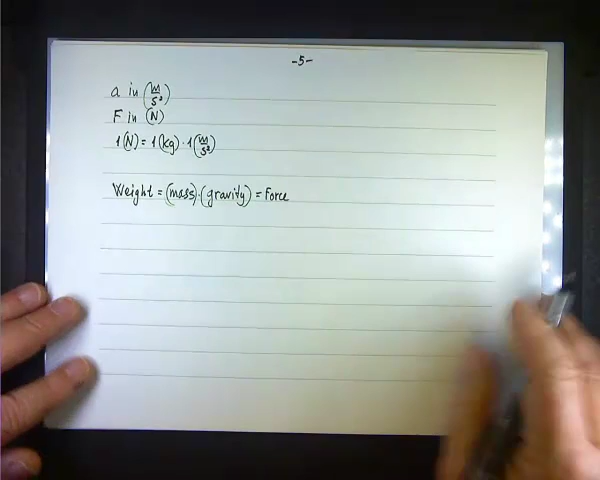 -5-
a in (m/s²)
F in (N)
1(N) = 1(kg) · 1(m/s²)
Weight = (mass) · (gravity) = Force